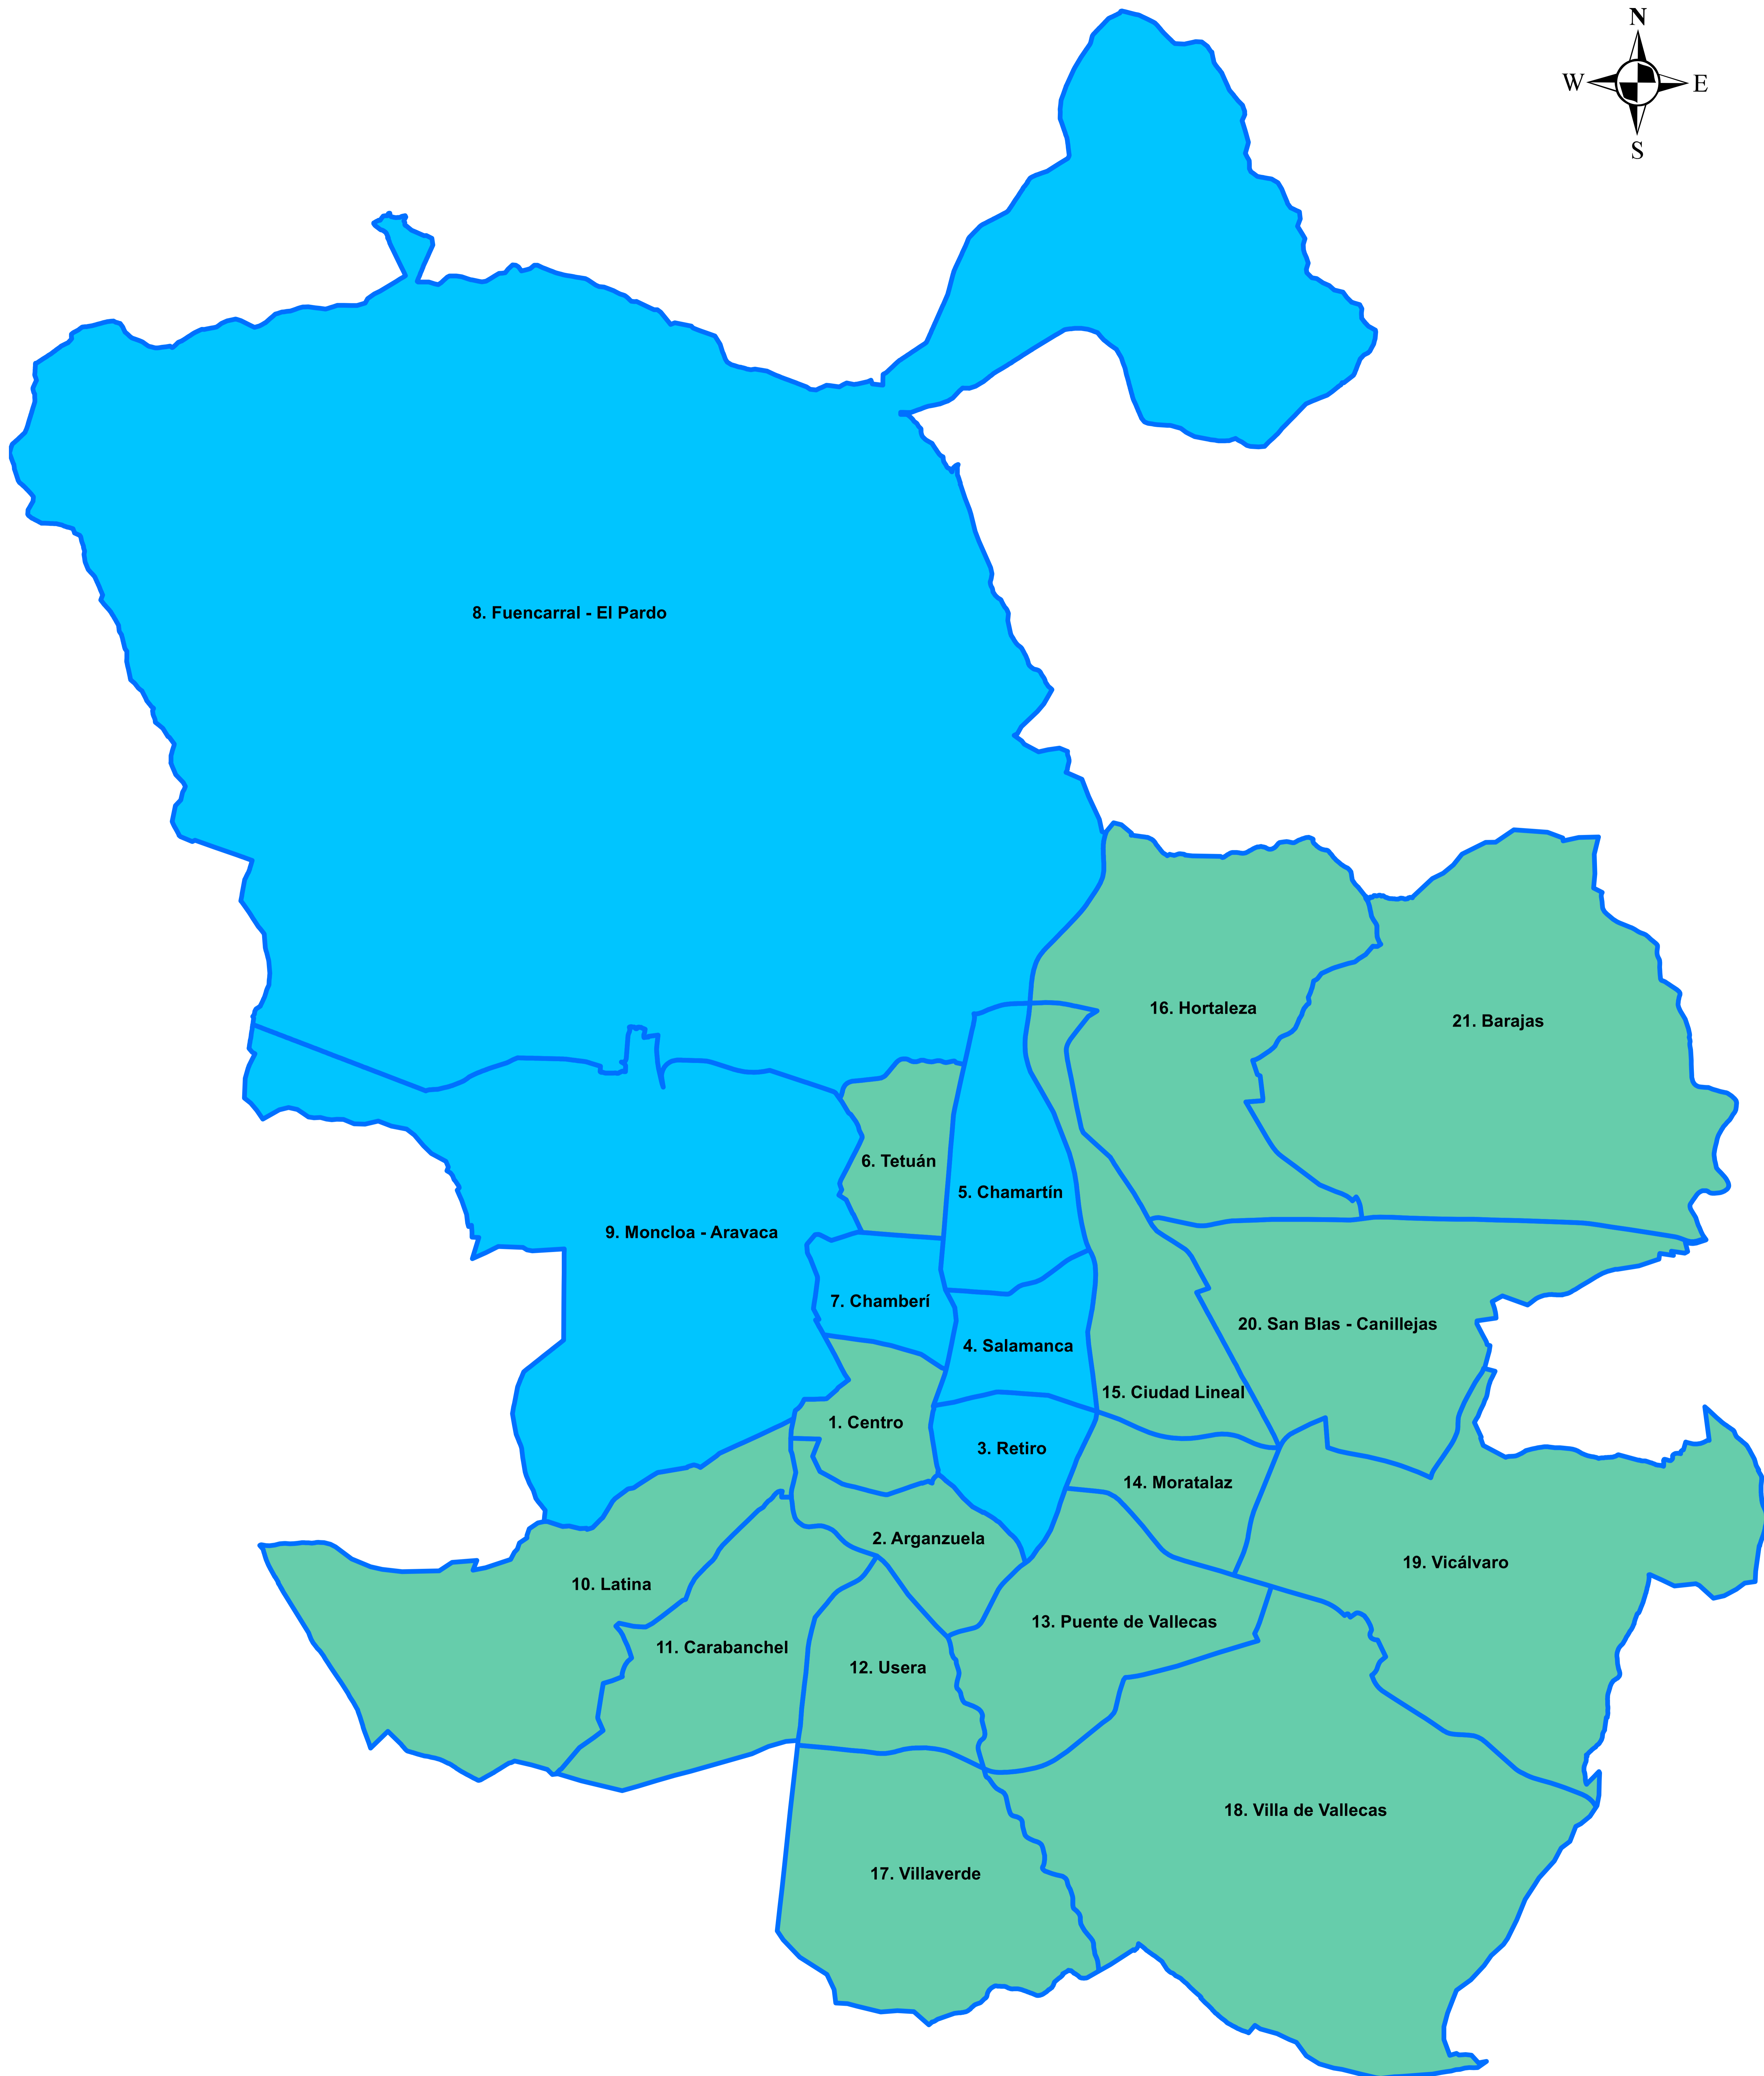 N
W
E
S
8. Fuencarral - El Pardo
16. Hortaleza
21. Barajas
6. Tetuán
5. Chamartín
9. Moncloa - Aravaca
7. Chamberí
20. San Blas - Canillejas
4. Salamanca
15. Ciudad Lineal
1. Centro
3. Retiro
14. Moratalaz
2. Arganzuela
19. Vicálvaro
10. Latina
13. Puente de Vallecas
11. Carabanchel
12. Usera
18. Villa de Vallecas
17. Villaverde